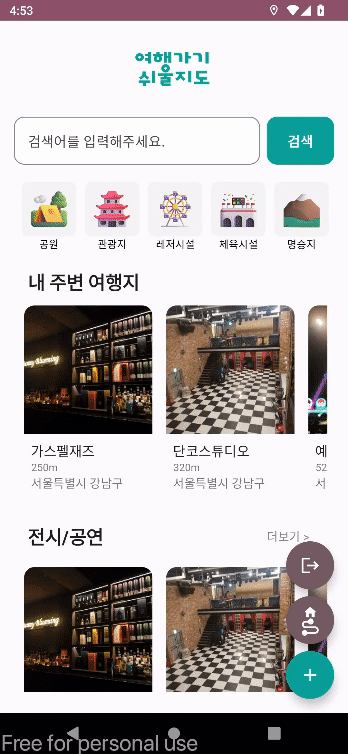 4:53
여행가기
쉬울지도
검색어를 입력해주세요.
검색
공원
관광지
레저시설
체육시설
명승지
내 주변 여행지
가스펠재즈
단코스튜디오
예
250m
320m
52
서울특별시 강남구
서울특별시 강남구
서
전시/공연
더보기 >
Free for personal use